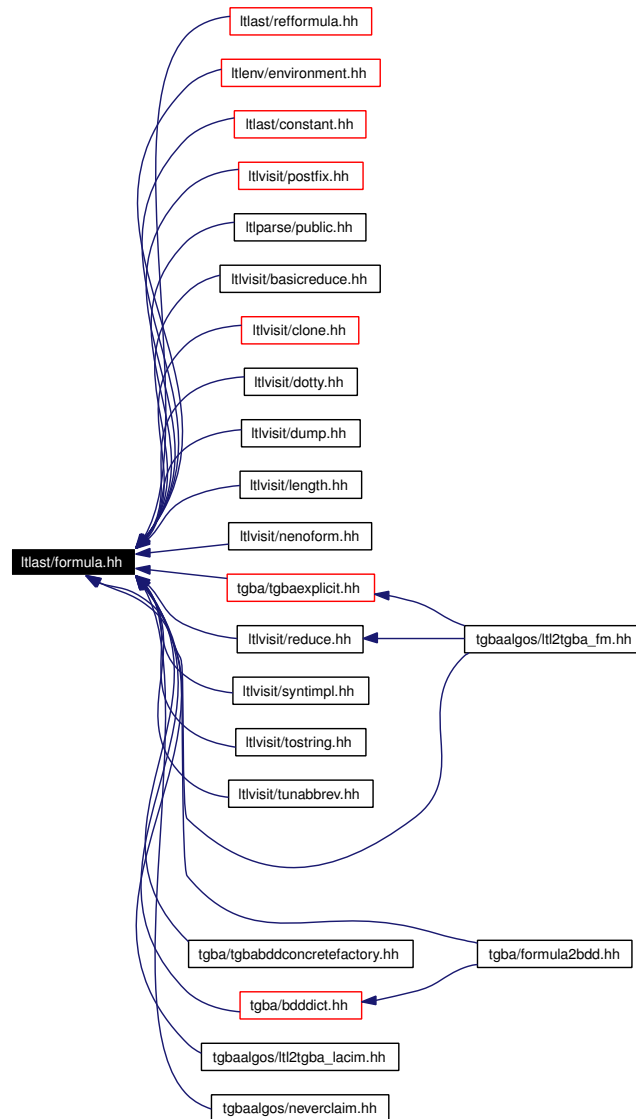 ltlast/refformula.hh
ltlenv/environment.hh
ltlast/constant.hh
ltlvisit/postfix.hh
ltlparse/public.hh
ltlvisit/basicreduce.hh
ltlvisit/clone.hh
ltlvisit/dotty.hh
ltlvisit/dump.hh
ltlvisit/length.hh
ltlvisit/nenoform.hh
ltlast/formula.hh
tgba/tgbaexplicit.hh
ltlvisit/reduce.hh
tgbaalgos/ltl2tgba_fm.hh
ltlvisit/syntimpl.hh
ltlvisit/tostring.hh
ltlvisit/tunabbrev.hh
tgba/tgbabddconcretefactory.hh
tgba/formula2bdd.hh
tgba/bdddict.hh
tgbaalgos/ltl2tgba_lacim.hh
tgbaalgos/neverclaim.hh